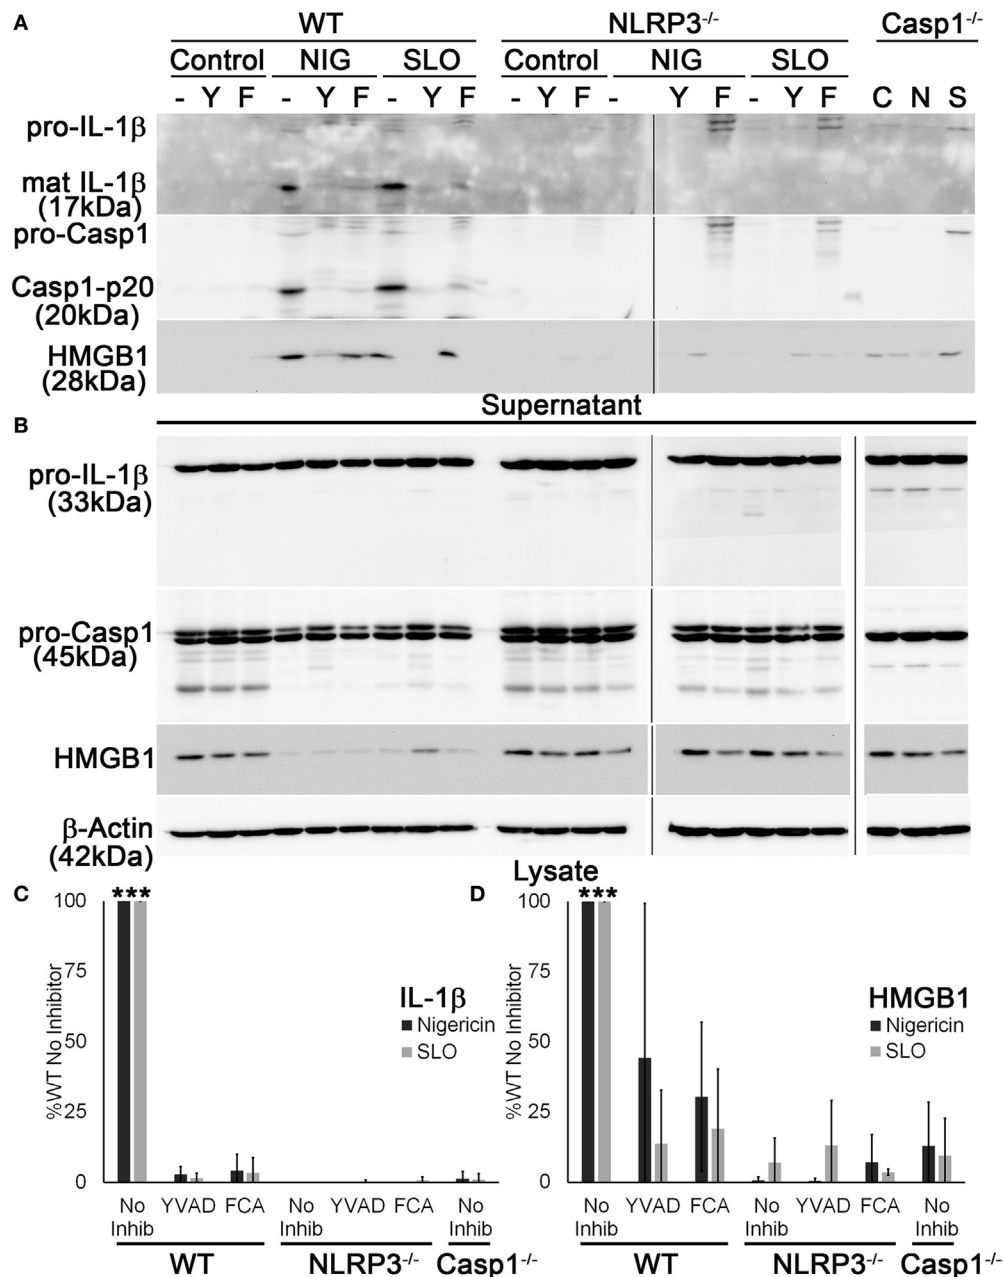 A
WT NLRP3-/- Casp1-/-
Control NIG SLO Control NIG SLO
- Y F - Y F - Y F - Y F - Y F - Y F C N S
pro-IL-1β
mat IL-1β
(17kDa)
pro-Casp1
Casp1-p20
(20kDa)
HMGB1
(28kDa)
Supernatant
B
pro-IL-1β
(33kDa)
pro-Casp1
(45kDa)
HMGB1
β-Actin
(42kDa)
Lysate
C
***
%WT No Inhibitor
100
75
50
25
0
IL-1β
Nigericin
SLO
No Inhib YVAD FCA No Inhib YVAD FCA No Inhib
WT NLRP3-/- Casp1-/-
D
***
%WT No Inhibitor
100
75
50
25
0
HMGB1
Nigericin
SLO
No Inhib YVAD FCA No Inhib YVAD FCA No Inhib
WT NLRP3-/- Casp1-/-